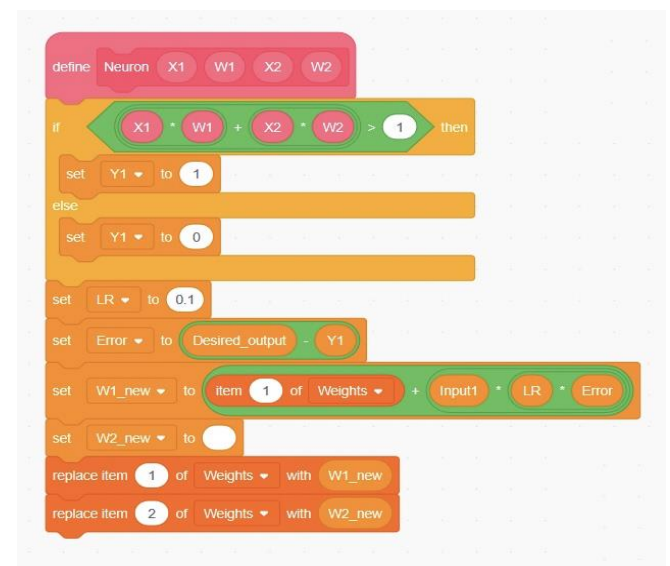 define Neuron X1 W1 X2 W2
if X1 * W1 + X2 * W2 > 1 then
set Y1 to 1
else
set Y1 to 0
set LR to 0.1
set Error to Desired_output - Y1
set W1_new to item 1 of Weights + Input1 * LR * Error
set W2_new to
replace item 1 of Weights with W1_new
replace item 2 of Weights with W2_new